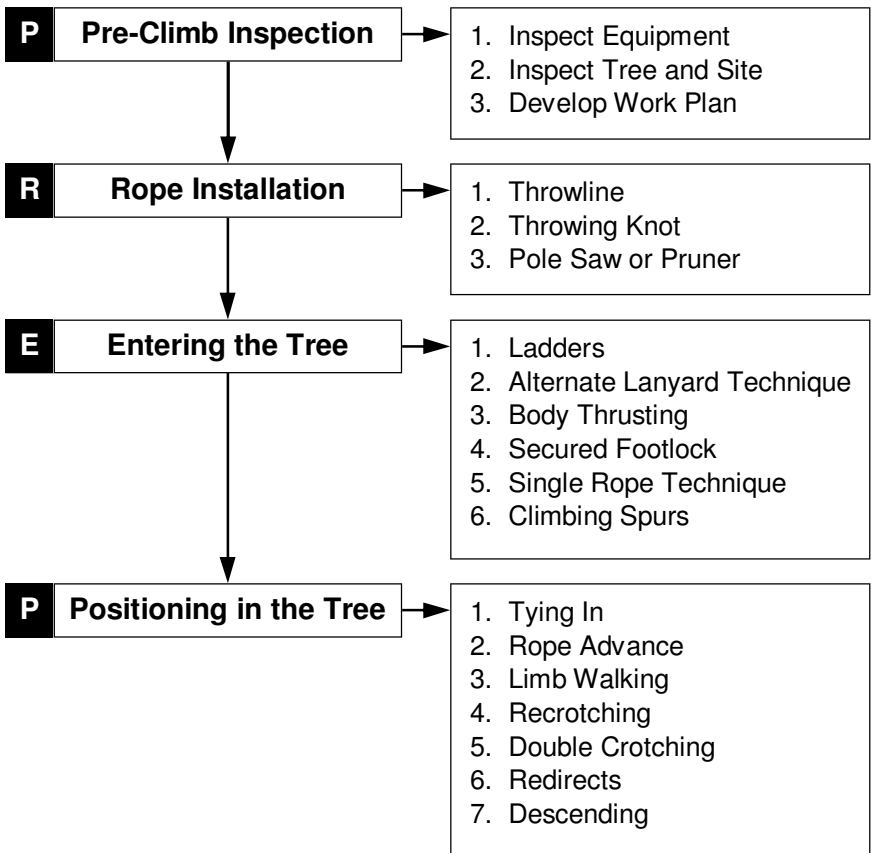 P Pre-Climb Inspection
1. Inspect Equipment
2. Inspect Tree and Site
3. Develop Work Plan
R Rope Installation
1. Throwline
2. Throwing Knot
3. Pole Saw or Pruner
E Entering the Tree
1. Ladders
2. Alternate Lanyard Technique
3. Body Thrusting
4. Secured Footlock
5. Single Rope Technique
6. Climbing Spurs
P Positioning in the Tree
1. Tying In
2. Rope Advance
3. Limb Walking
4. Recrotching
5. Double Crotching
6. Redirects
7. Descending